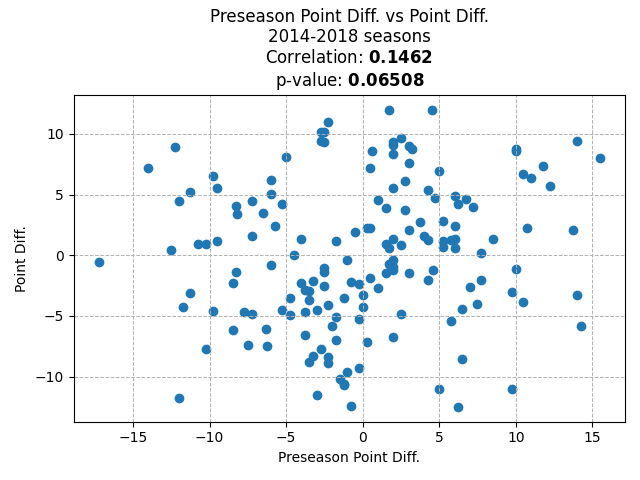 Preseason Point Diff. vs Point Diff.
2014-2018 seasons
Correlation: 0.1462
p-value: 0.06508
10
5
0
−5
−10
Point Diff.
−15 −10 −5 0 5 10 15
Preseason Point Diff.